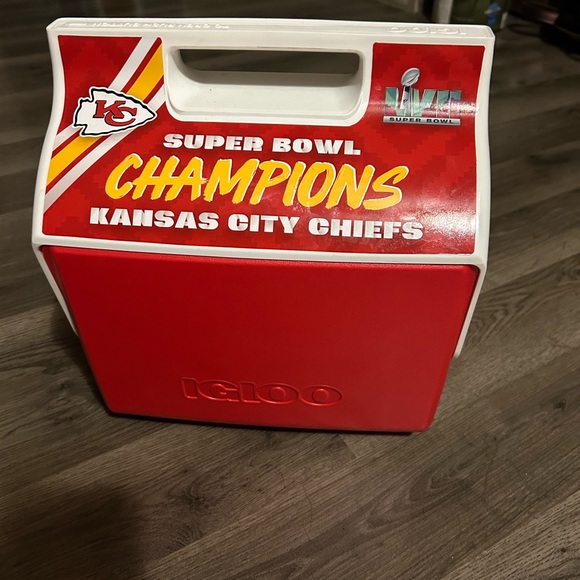 KC
LVII
SUPER BOWL
SUPER BOWL
CHAMPIONS
KANSAS CITY CHIEFS
IGLOO